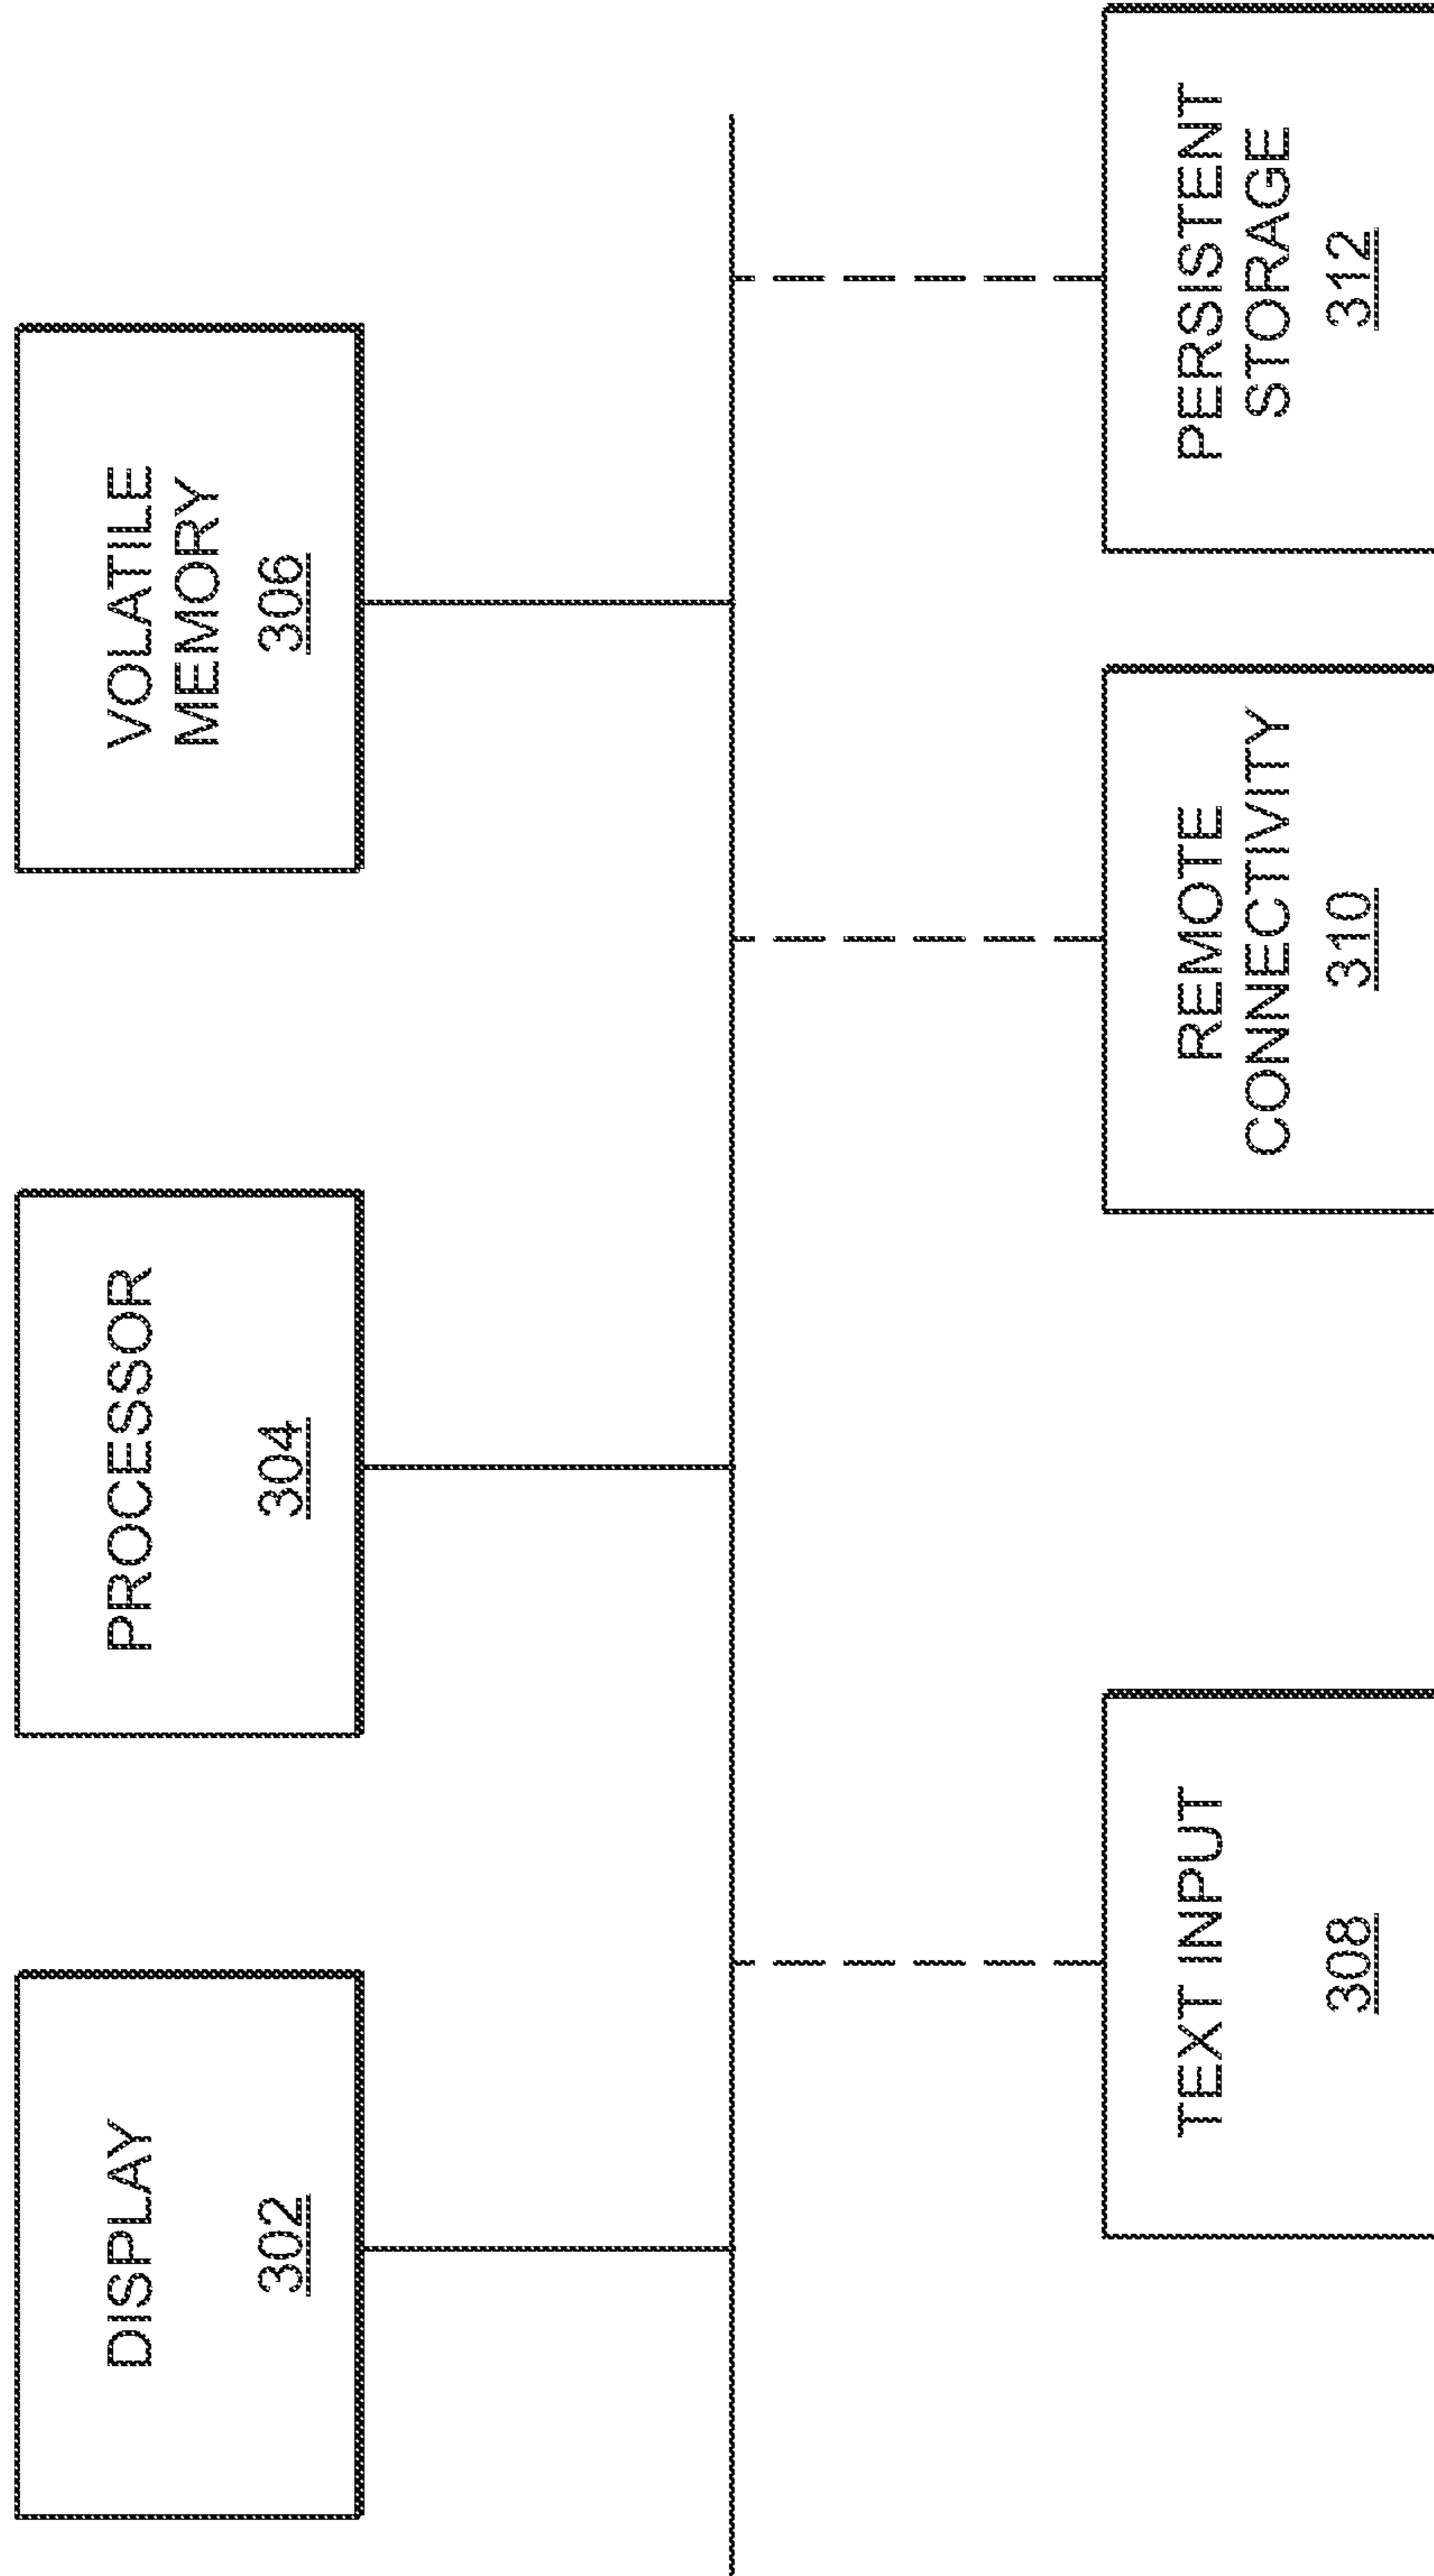 DISPLAY
302
PROCESSOR
304
VOLATILE
MEMORY
306
TEXT INPUT
308
REMOTE
CONNECTIVITY
310
PERSISTENT
STORAGE
312